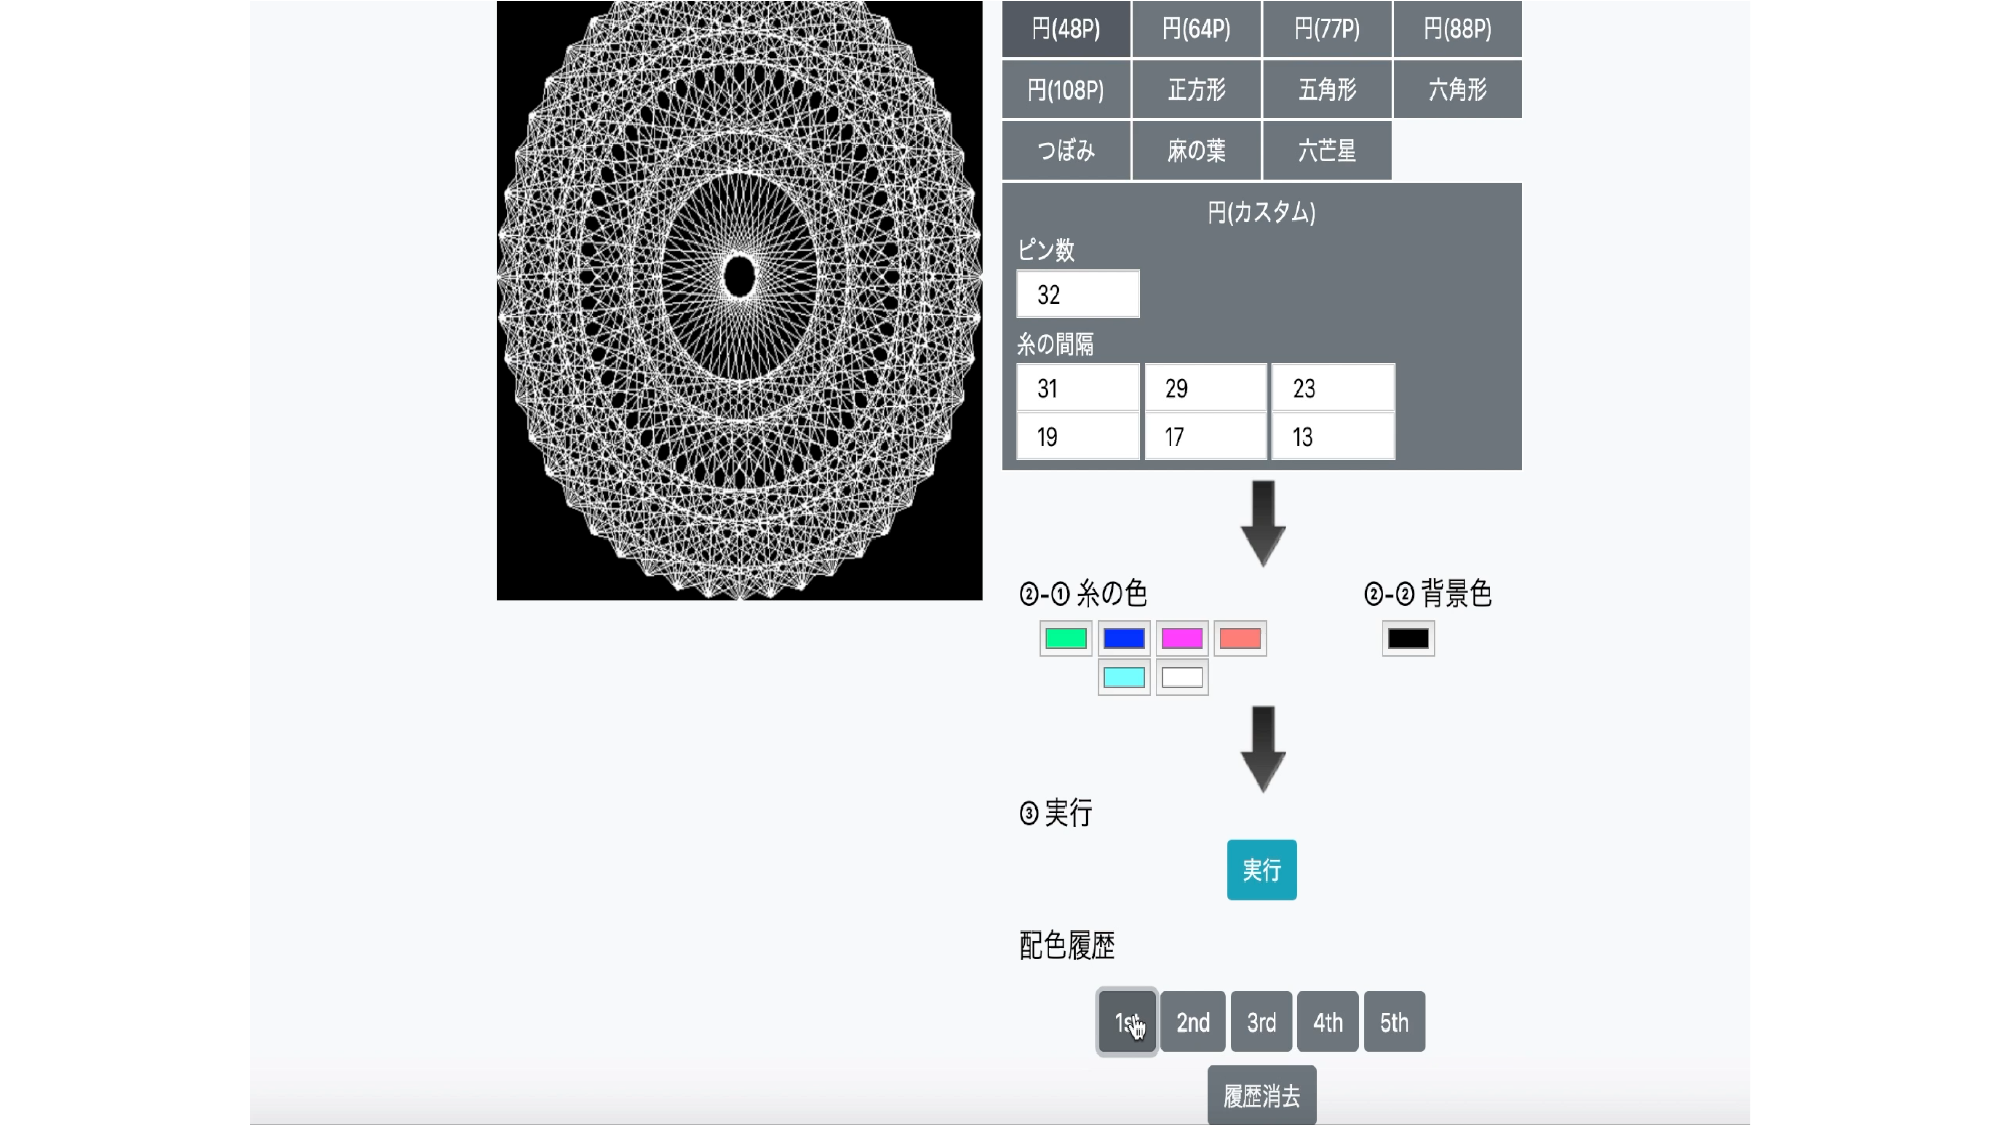 円(48P) 円(64P) 円(77P) 円(88P)
円(108P) 正方形 五角形 六角形
つぼみ 麻の葉 六芒星
円(カスタム)
ピン数
32
糸の間隔
31 29 23
19 17 13
②-① 糸の色 ②-② 背景色
③ 実行
実行
配色履歴
1st 2nd 3rd 4th 5th
履歴消去